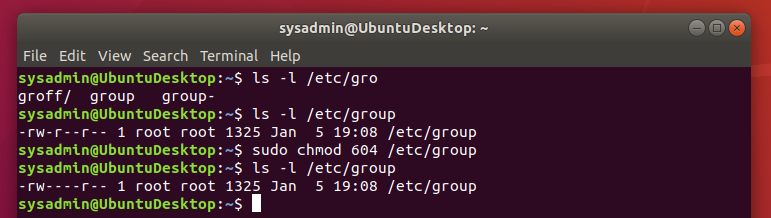 sysadmin@UbuntuDesktop: ~
File Edit View Search Terminal Help
sysadmin@UbuntuDesktop:~$ ls -l /etc/gro
groff/  group   group-
sysadmin@UbuntuDesktop:~$ ls -l /etc/group
-rw-r--r-- 1 root root 1325 Jan  5 19:08 /etc/group
sysadmin@UbuntuDesktop:~$ sudo chmod 604 /etc/group
sysadmin@UbuntuDesktop:~$ ls -l /etc/group
-rw----r-- 1 root root 1325 Jan  5 19:08 /etc/group
sysadmin@UbuntuDesktop:~$